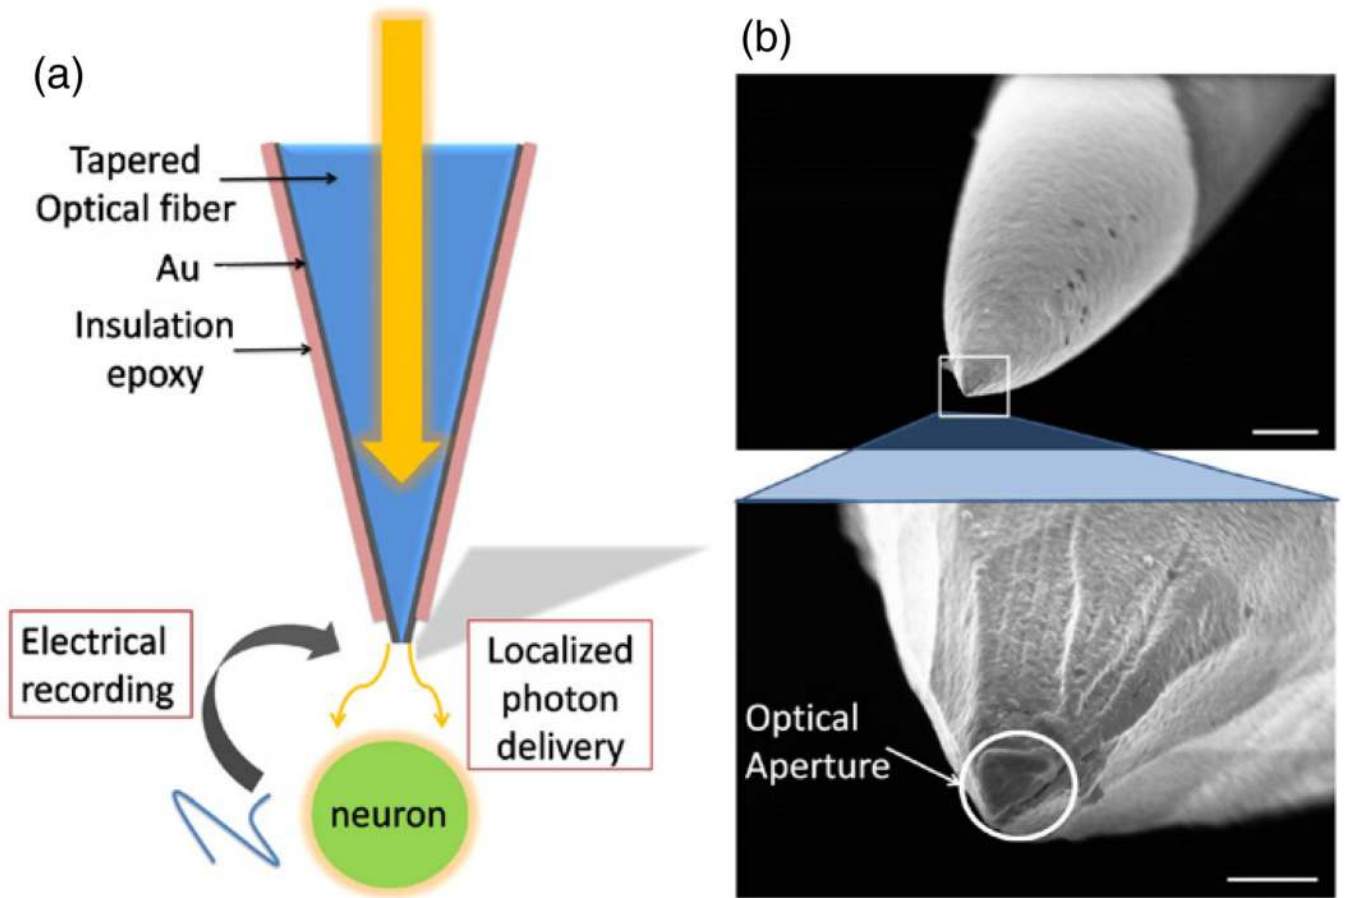 (a)
Tapered
Optical fiber
Au
Insulation
epoxy
Electrical
recording
Localized
photon
delivery
neuron
(b)
Optical
Aperture